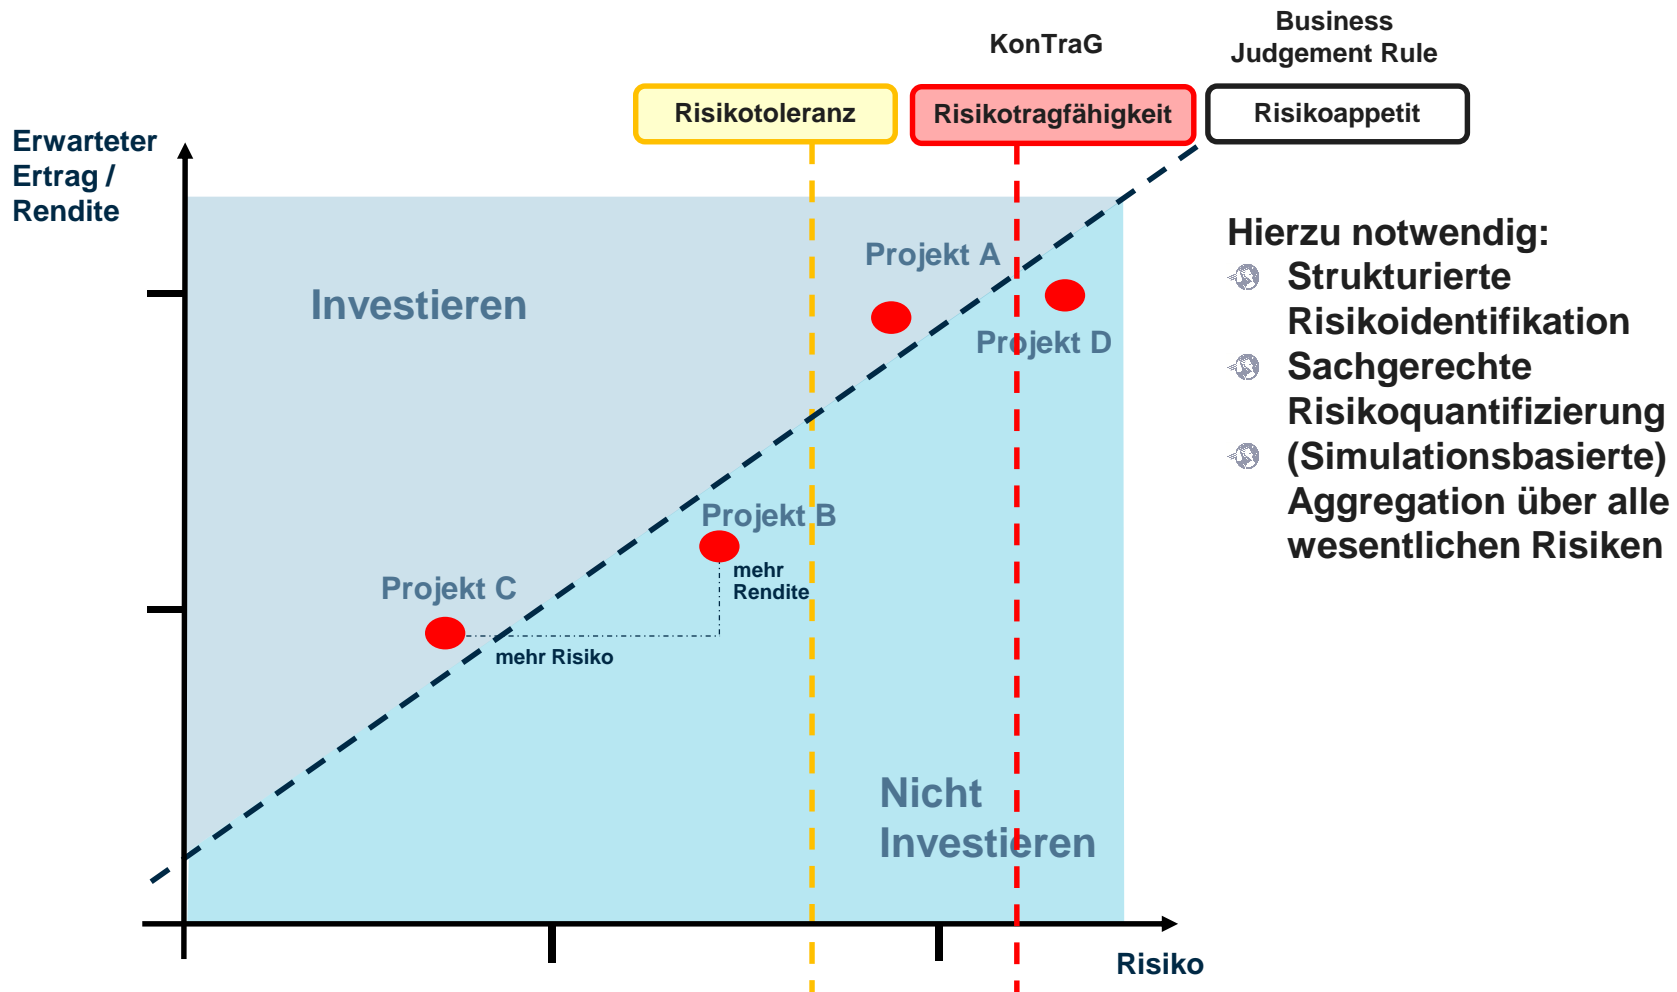 KonTraG
Business
Judgement Rule
Risikotoleranz
Risikotragfähigkeit
Risikoappetit
Erwarteter
Ertrag /
Rendite
Investieren
Projekt A
Projekt D
Projekt B
mehr
Rendite
Projekt C
mehr Risiko
Nicht
Investieren
Risiko
Hierzu notwendig:
Strukturierte
Risikoidentifikation
Sachgerechte
Risikoquantifizierung
(Simulationsbasierte)
Aggregation über alle
wesentlichen Risiken